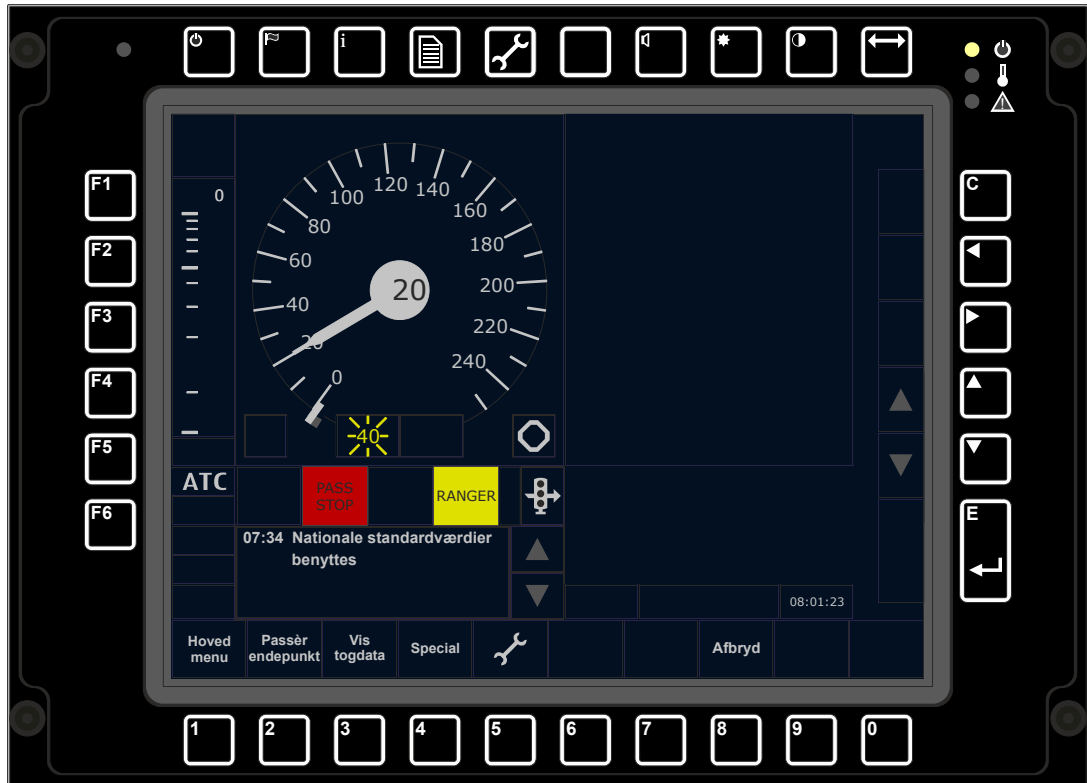 i
F1
F2
F3
F4
F5
F6
C
E
0
120
140
100
160
80
180
60
20
200
40
220
20
240
0
40
ATC
PASS
STOP
RANGER
07:34 Nationale standardværdier
benyttes
08:01:23
Hoved
menu
Passèr
endepunkt
Vis
togdata
Special
Afbryd
1
2
3
4
5
6
7
8
9
0